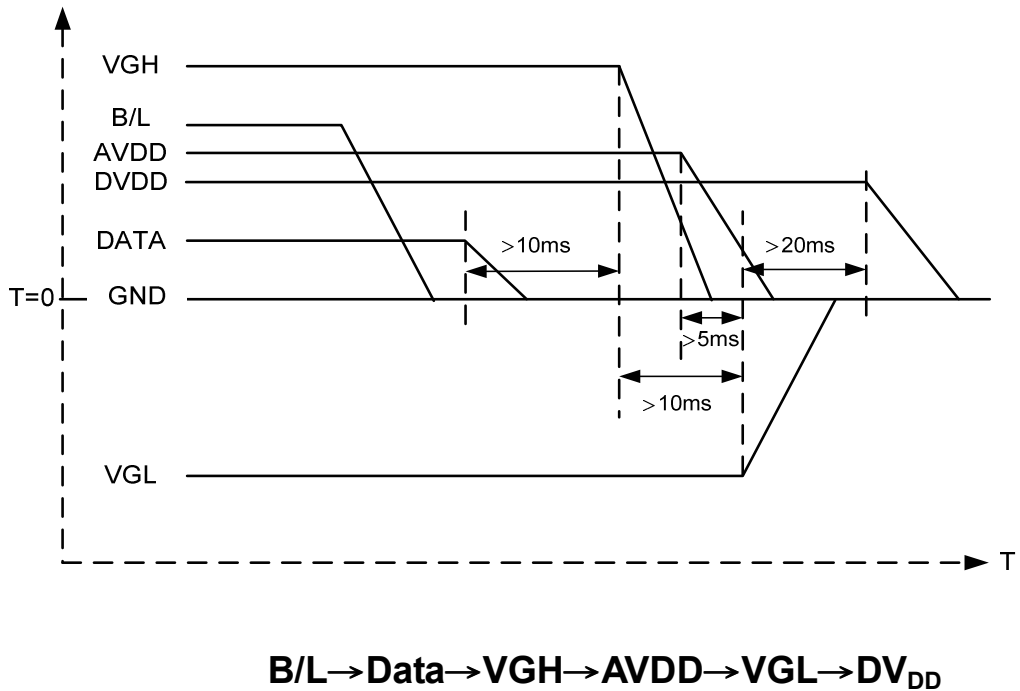 VGH
B/L
AVDD
DVDD
DATA
>10ms
>20ms
T=0
GND
>5ms
>10ms
VGL
T
B/L→Data→VGH→AVDD→VGL→DVDD